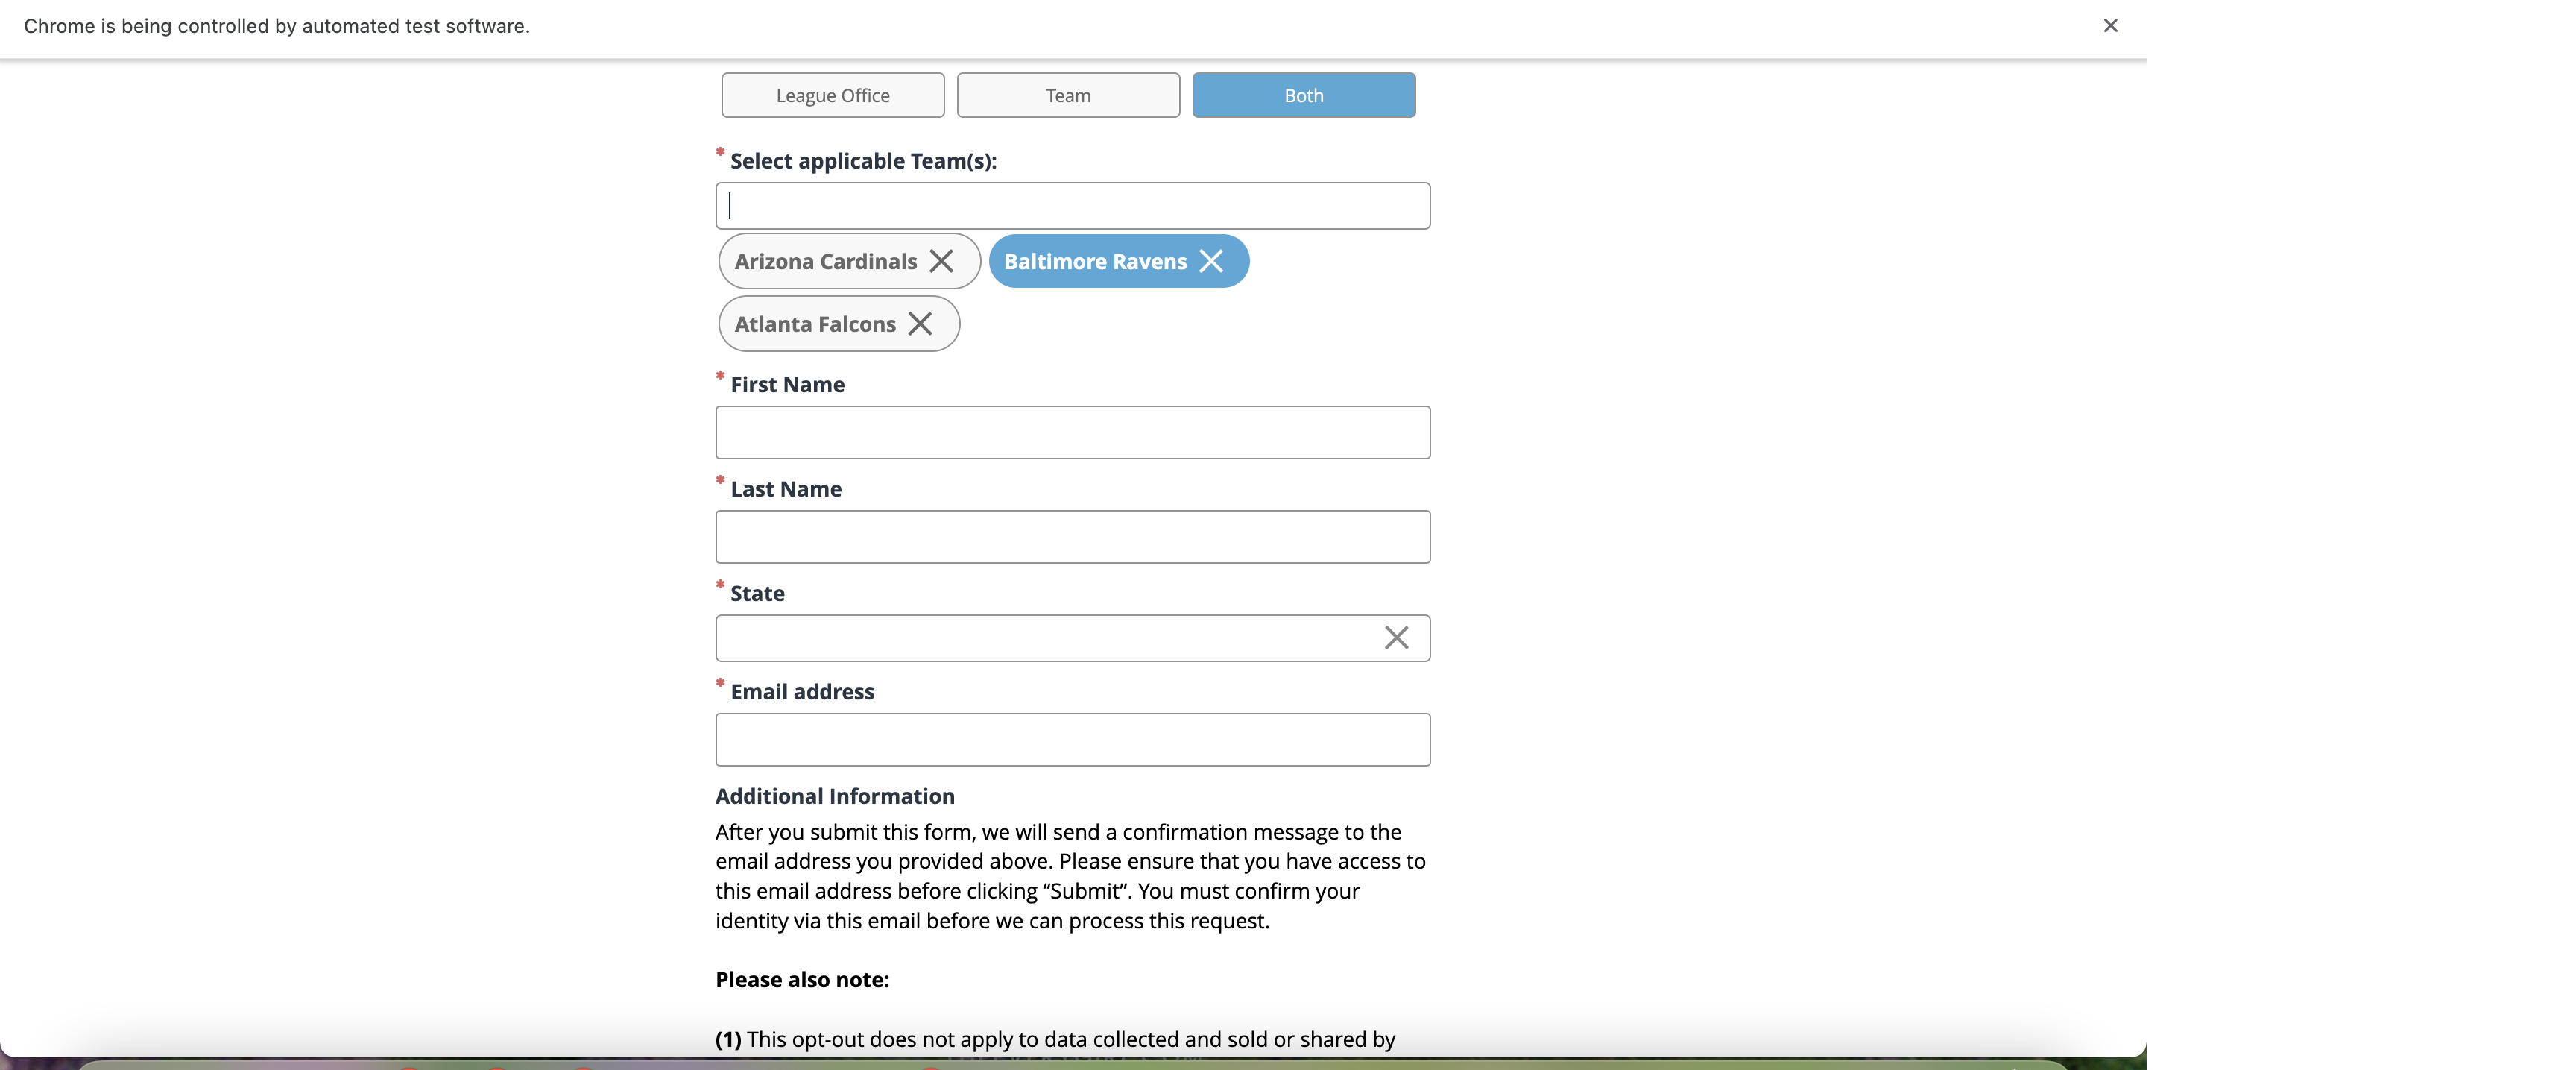 Chrome is being controlled by automated test software.
League Office Team Both
* Select applicable Team(s):
Arizona Cardinals Baltimore Ravens
Atlanta Falcons
* First Name
* Last Name
* State
* Email address
Additional Information
After you submit this form, we will send a confirmation message to the
email address you provided above. Please ensure that you have access to
this email address before clicking “Submit”. You must confirm your
identity via this email before we can process this request.
Please also note:
(1) This opt-out does not apply to data collected and sold or shared by